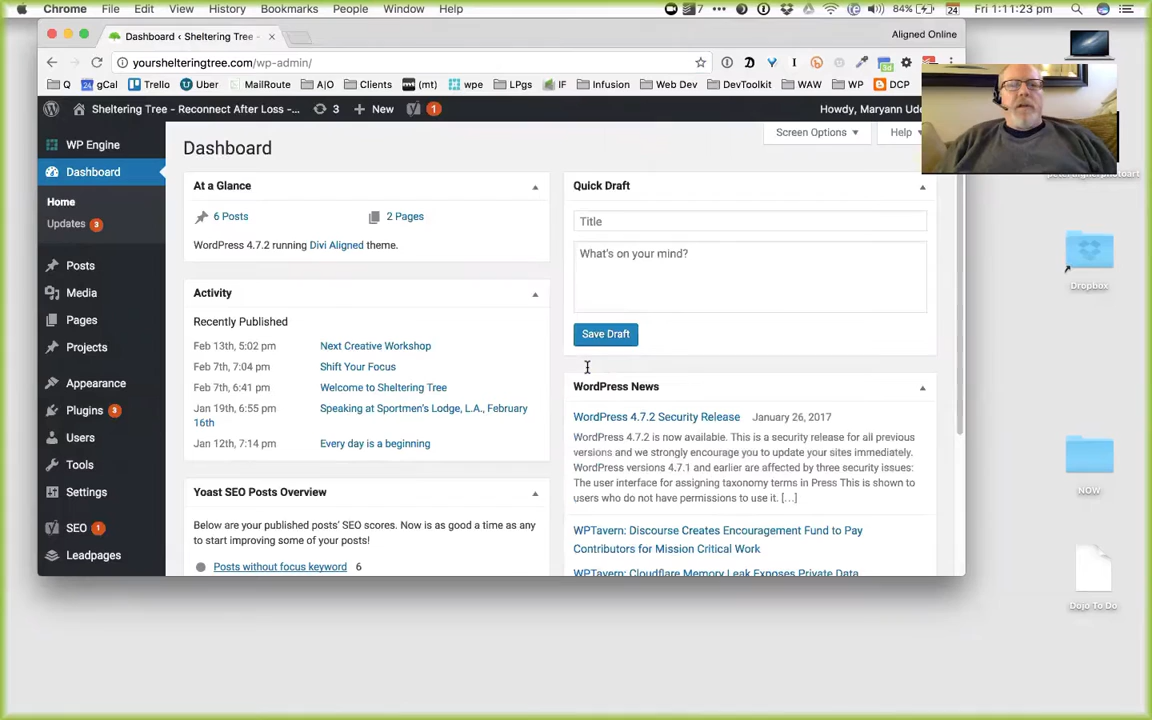 Chrome File Edit View History Bookmarks People Window Help 7 84% 24 Fri 1:11:23 pm
Dashboard ‹ Sheltering Tree -
Aligned Online
yourshelteringtree.com/wp-admin/
Q gCal Trello Uber MailRoute A|O Clients (mt) wpe LPgs IF Infusion Web Dev DevToolkit WAW WP DCP
Sheltering Tree - Reconnect After Loss -... 3 + New 1 Howdy, Maryann Ude
WP Engine
Dashboard
Home
Updates 3
Posts
Media
Pages
Projects
Appearance
Plugins 3
Users
Tools
Settings
SEO 1
Leadpages
Screen Options Help
Dashboard
At a Glance
6 Posts 2 Pages
WordPress 4.7.2 running Divi Aligned theme.
Activity
Recently Published
Feb 13th, 5:02 pm Next Creative Workshop
Feb 7th, 7:04 pm Shift Your Focus
Feb 7th, 6:41 pm Welcome to Sheltering Tree
Jan 19th, 6:55 pm Speaking at Sportmen's Lodge, L.A., February
16th
Jan 12th, 7:14 pm Every day is a beginning
Yoast SEO Posts Overview
Below are your published posts' SEO scores. Now is as good a time as any
to start improving some of your posts!
Posts without focus keyword 6
Quick Draft
Title
What's on your mind?
Save Draft
WordPress News
WordPress 4.7.2 Security Release January 26, 2017
WordPress 4.7.2 is now available. This is a security release for all previous
versions and we strongly encourage you to update your sites immediately.
WordPress versions 4.7.1 and earlier are affected by three security issues:
The user interface for assigning taxonomy terms in Press This is shown to
users who do not have permissions to use it. [...]
WPTavern: Discourse Creates Encouragement Fund to Pay
Contributors for Mission Critical Work
WPTavern: Cloudflare Memory Leak Exposes Private Data
Dropbox
NOW
Dojo To Do